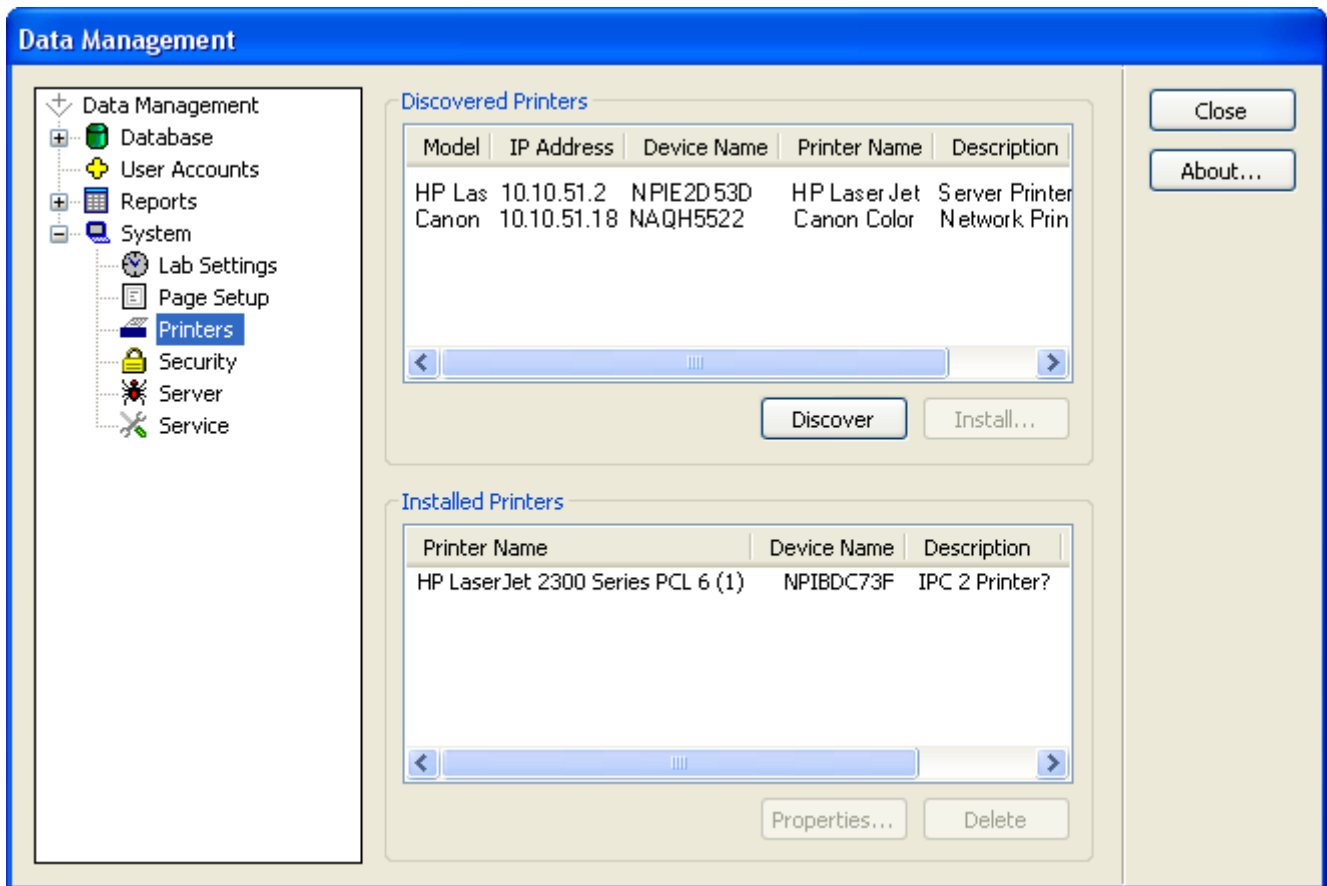 Data Management
Data Management
Database
User Accounts
Reports
System
Lab Settings
Page Setup
Printers
Security
Server
Service
Discovered Printers
Model IP Address Device Name Printer Name Description
HP Las 10.10.51.2 NPIE2D53D HP LaserJet Server Printer
Canon 10.10.51.18 NAQH5522 Canon Color Network Prin
Discover Install...
Installed Printers
Printer Name Device Name Description
HP LaserJet 2300 Series PCL 6 (1) NPIBDC73F IPC 2 Printer?
Properties... Delete
Close
About...